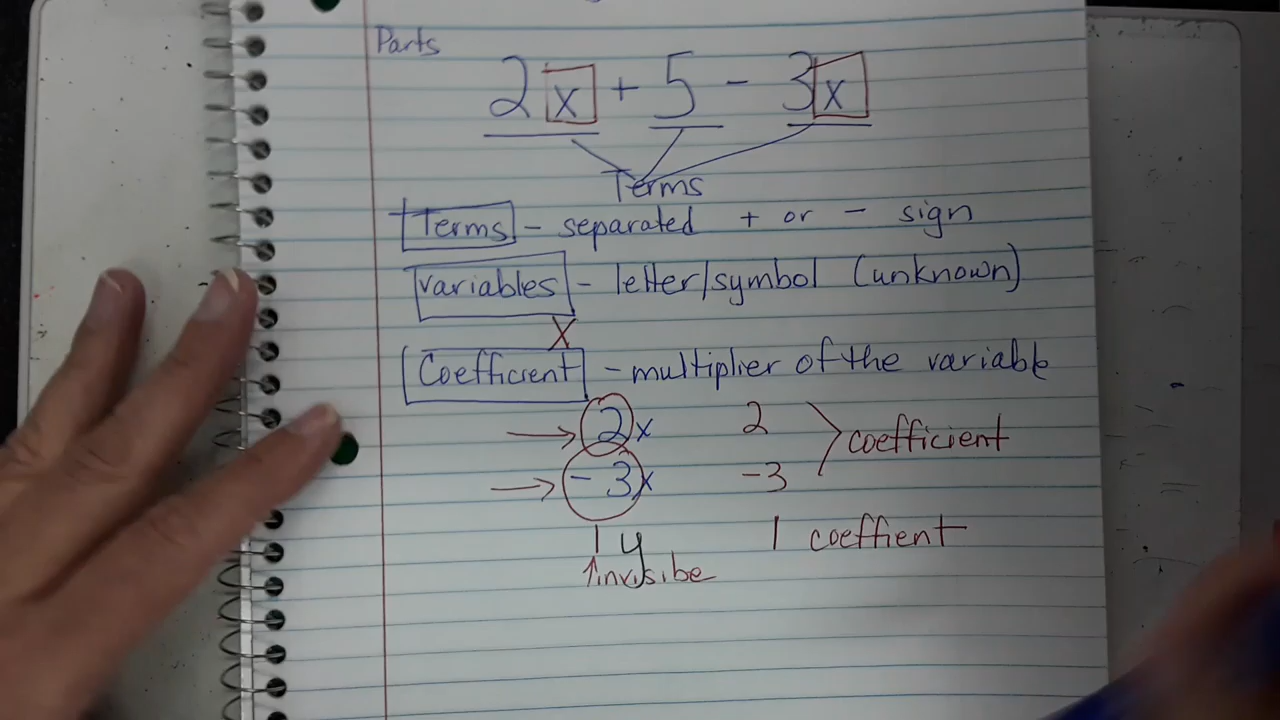 Parts
2x + 5 - 3x
Terms
Terms - separated + or - sign
variables - letter/symbol (unknown)
X
Coefficient - multiplier of the variable
→ 2x 2
coefficient
→ -3x -3
1y 1 coeffient
↑invisibe